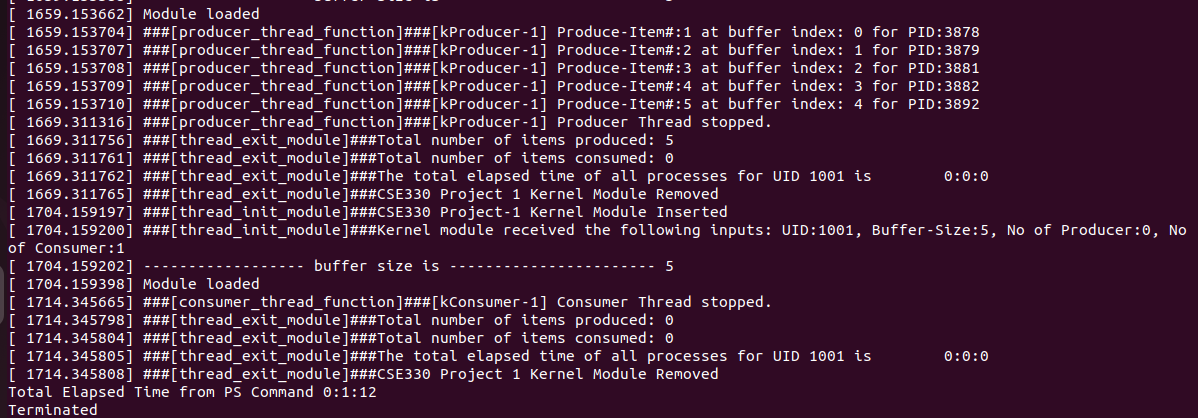 [ 1659.153662] Module loaded
[ 1659.153704] ###[producer_thread_function]###[kProducer-1] Produce-Item#:1 at buffer index: 0 for PID:3878
[ 1659.153707] ###[producer_thread_function]###[kProducer-1] Produce-Item#:2 at buffer index: 1 for PID:3879
[ 1659.153708] ###[producer_thread_function]###[kProducer-1] Produce-Item#:3 at buffer index: 2 for PID:3881
[ 1659.153709] ###[producer_thread_function]###[kProducer-1] Produce-Item#:4 at buffer index: 3 for PID:3882
[ 1659.153710] ###[producer_thread_function]###[kProducer-1] Produce-Item#:5 at buffer index: 4 for PID:3892
[ 1669.311316] ###[producer_thread_function]###[kProducer-1] Producer Thread stopped.
[ 1669.311756] ###[thread_exit_module]###Total number of items produced: 5
[ 1669.311761] ###[thread_exit_module]###Total number of items consumed: 0
[ 1669.311762] ###[thread_exit_module]###The total elapsed time of all processes for UID 1001 is        0:0:0
[ 1669.311765] ###[thread_exit_module]###CSE330 Project 1 Kernel Module Removed
[ 1704.159197] ###[thread_init_module]###CSE330 Project-1 Kernel Module Inserted
[ 1704.159200] ###[thread_init_module]###Kernel module received the following inputs: UID:1001, Buffer-Size:5, No of Producer:0, No
of Consumer:1
[ 1704.159202] ------------------ buffer size is ----------------------- 5
[ 1704.159398] Module loaded
[ 1714.345665] ###[consumer_thread_function]###[kConsumer-1] Consumer Thread stopped.
[ 1714.345798] ###[thread_exit_module]###Total number of items produced: 0
[ 1714.345804] ###[thread_exit_module]###Total number of items consumed: 0
[ 1714.345805] ###[thread_exit_module]###The total elapsed time of all processes for UID 1001 is        0:0:0
[ 1714.345808] ###[thread_exit_module]###CSE330 Project 1 Kernel Module Removed
Total Elapsed Time from PS Command 0:1:12
Terminated